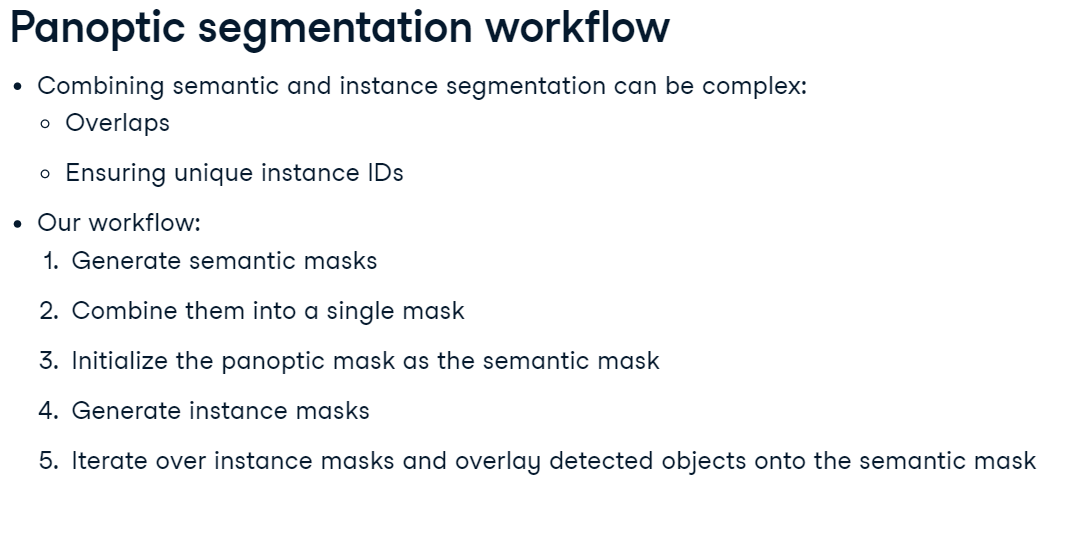 Panoptic segmentation workflow
• Combining semantic and instance segmentation can be complex:
○ Overlaps
○ Ensuring unique instance IDs
• Our workflow:
1. Generate semantic masks
2. Combine them into a single mask
3. Initialize the panoptic mask as the semantic mask
4. Generate instance masks
5. Iterate over instance masks and overlay detected objects onto the semantic mask